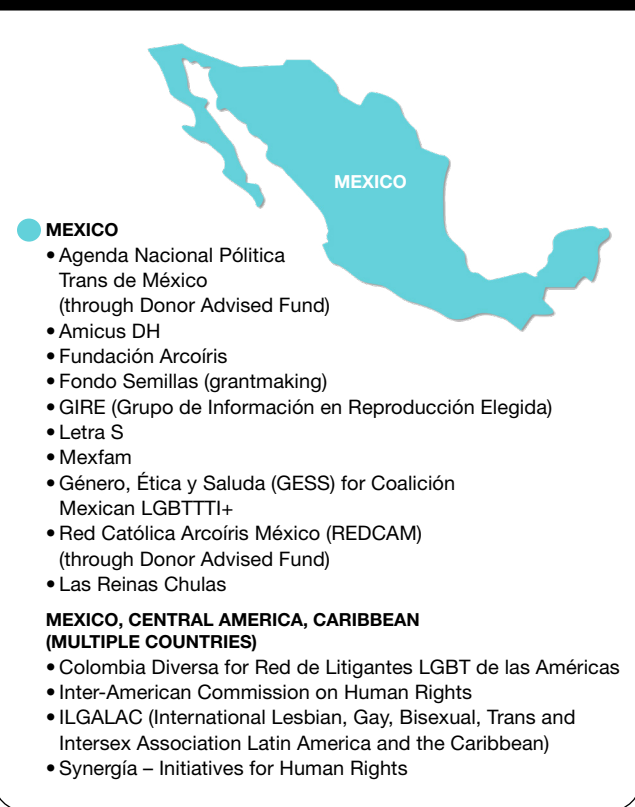 MEXICO
MEXICO
• Agenda Nacional Pólitica
Trans de México
(through Donor Advised Fund)
• Amicus DH
• Fundación Arcoíris
• Fondo Semillas (grantmaking)
• GIRE (Grupo de Información en Reproducción Elegida)
• Letra S
• Mexfam
• Género, Ética y Saluda (GESS) for Coalición
Mexican LGBTTTI+
• Red Católica Arcoíris México (REDCAM)
(through Donor Advised Fund)
• Las Reinas Chulas
MEXICO, CENTRAL AMERICA, CARIBBEAN
(MULTIPLE COUNTRIES)
• Colombia Diversa for Red de Litigantes LGBT de las Américas
• Inter-American Commission on Human Rights
• ILGALAC (International Lesbian, Gay, Bisexual, Trans and
Intersex Association Latin America and the Caribbean)
• Synergía – Initiatives for Human Rights